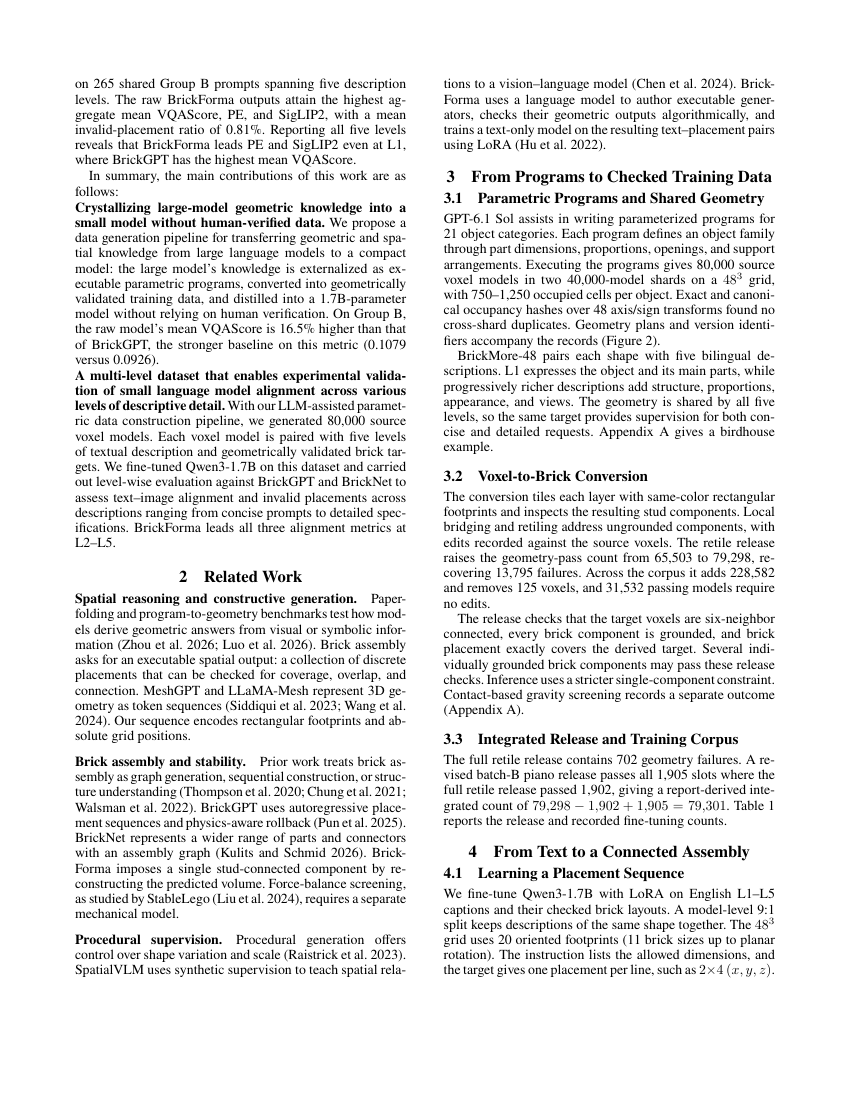 on 265 shared Group B prompts spanning five description
levels. The raw BrickForma outputs attain the highest ag-
gregate mean VQAScore, PE, and SigLIP2, with a mean
invalid-placement ratio of 0.81%. Reporting all five levels
reveals that BrickForma leads PE and SigLIP2 even at L1,
where BrickGPT has the highest mean VQAScore.
In summary, the main contributions of this work are as
follows:
Crystallizing large-model geometric knowledge into a
small model without human-verified data. We propose a
data generation pipeline for transferring geometric and spa-
tial knowledge from large language models to a compact
model: the large model's knowledge is externalized as ex-
ecutable parametric programs, converted into geometrically
validated training data, and distilled into a 1.7B-parameter
model without relying on human verification. On Group B,
the raw model's mean VQAScore is 16.5% higher than that
of BrickGPT, the stronger baseline on this metric (0.1079
versus 0.0926).
A multi-level dataset that enables experimental valida-
tion of small language model alignment across various
levels of descriptive detail. With our LLM-assisted paramet-
ric data construction pipeline, we generated 80,000 source
voxel models. Each voxel model is paired with five levels
of textual description and geometrically validated brick tar-
gets. We fine-tuned Qwen3-1.7B on this dataset and carried
out level-wise evaluation against BrickGPT and BrickNet to
assess text–image alignment and invalid placements across
descriptions ranging from concise prompts to detailed spec-
ifications. BrickForma leads all three alignment metrics at
L2–L5.
2 Related Work
Spatial reasoning and constructive generation. Paper-
folding and program-to-geometry benchmarks test how mod-
els derive geometric answers from visual or symbolic infor-
mation (Zhou et al. 2026; Luo et al. 2026). Brick assembly
asks for an executable spatial output: a collection of discrete
placements that can be checked for coverage, overlap, and
connection. MeshGPT and LLaMA-Mesh represent 3D ge-
ometry as token sequences (Siddiqui et al. 2023; Wang et al.
2024). Our sequence encodes rectangular footprints and ab-
solute grid positions.
Brick assembly and stability. Prior work treats brick as-
sembly as graph generation, sequential construction, or struc-
ture understanding (Thompson et al. 2020; Chung et al. 2021;
Walsman et al. 2022). BrickGPT uses autoregressive place-
ment sequences and physics-aware rollback (Pun et al. 2025).
BrickNet represents a wider range of parts and connectors
with an assembly graph (Kulits and Schmid 2026). Brick-
Forma imposes a single stud-connected component by re-
constructing the predicted volume. Force-balance screening,
as studied by StableLego (Liu et al. 2024), requires a separate
mechanical model.
Procedural supervision. Procedural generation offers
control over shape variation and scale (Raistrick et al. 2023).
SpatialVLM uses synthetic supervision to teach spatial rela-
tions to a vision–language model (Chen et al. 2024). Brick-
Forma uses a language model to author executable gener-
ators, checks their geometric outputs algorithmically, and
trains a text-only model on the resulting text–placement pairs
using LoRA (Hu et al. 2022).
3 From Programs to Checked Training Data
3.1 Parametric Programs and Shared Geometry
GPT-6.1 Sol assists in writing parameterized programs for
21 object categories. Each program defines an object family
through part dimensions, proportions, openings, and support
arrangements. Executing the programs gives 80,000 source
voxel models in two 40,000-model shards on a 48³ grid,
with 750–1,250 occupied cells per object. Exact and canoni-
cal occupancy hashes over 48 axis/sign transforms found no
cross-shard duplicates. Geometry plans and version identi-
fiers accompany the records (Figure 2).
BrickMore-48 pairs each shape with five bilingual de-
scriptions. L1 expresses the object and its main parts, while
progressively richer descriptions add structure, proportions,
appearance, and views. The geometry is shared by all five
levels, so the same target provides supervision for both con-
cise and detailed requests. Appendix A gives a birdhouse
example.
3.2 Voxel-to-Brick Conversion
The conversion tiles each layer with same-color rectangular
footprints and inspects the resulting stud components. Local
bridging and retiling address ungrounded components, with
edits recorded against the source voxels. The retile release
raises the geometry-pass count from 65,503 to 79,298, re-
covering 13,795 failures. Across the corpus it adds 228,582
and removes 125 voxels, and 31,532 passing models require
no edits.
The release checks that the target voxels are six-neighbor
connected, every brick component is grounded, and brick
placement exactly covers the derived target. Several indi-
vidually grounded brick components may pass these release
checks. Inference uses a stricter single-component constraint.
Contact-based gravity screening records a separate outcome
(Appendix A).
3.3 Integrated Release and Training Corpus
The full retile release contains 702 geometry failures. A re-
vised batch-B piano release passes all 1,905 slots where the
full retile release passed 1,902, giving a report-derived inte-
grated count of 79,298 − 1,902 + 1,905 = 79,301. Table 1
reports the release and recorded fine-tuning counts.
4 From Text to a Connected Assembly
4.1 Learning a Placement Sequence
We fine-tune Qwen3-1.7B with LoRA on English L1–L5
captions and their checked brick layouts. A model-level 9:1
split keeps descriptions of the same shape together. The 48³
grid uses 20 oriented footprints (11 brick sizes up to planar
rotation). The instruction lists the allowed dimensions, and
the target gives one placement per line, such as 2×4 (x, y, z).